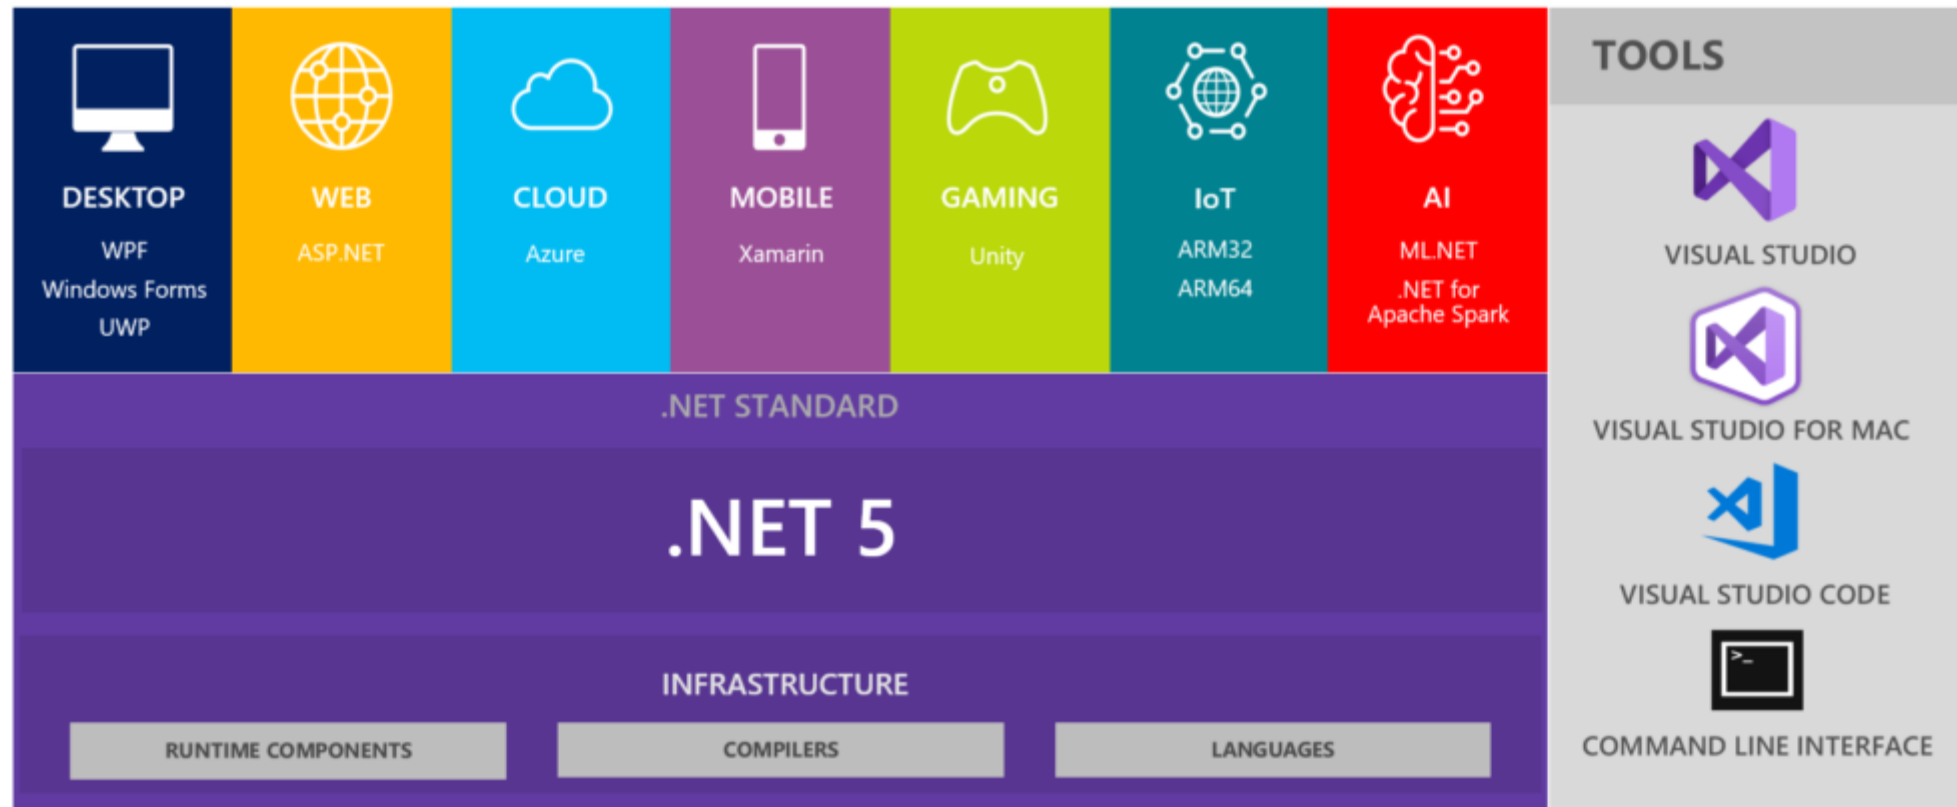 DESKTOP
WPF
Windows Forms
UWP
WEB
ASP.NET
CLOUD
Azure
MOBILE
Xamarin
GAMING
Unity
IoT
ARM32
ARM64
AI
ML.NET
.NET for
Apache Spark
.NET STANDARD
.NET 5
INFRASTRUCTURE
RUNTIME COMPONENTS
COMPILERS
LANGUAGES
TOOLS
VISUAL STUDIO
VISUAL STUDIO FOR MAC
VISUAL STUDIO CODE
>_
COMMAND LINE INTERFACE